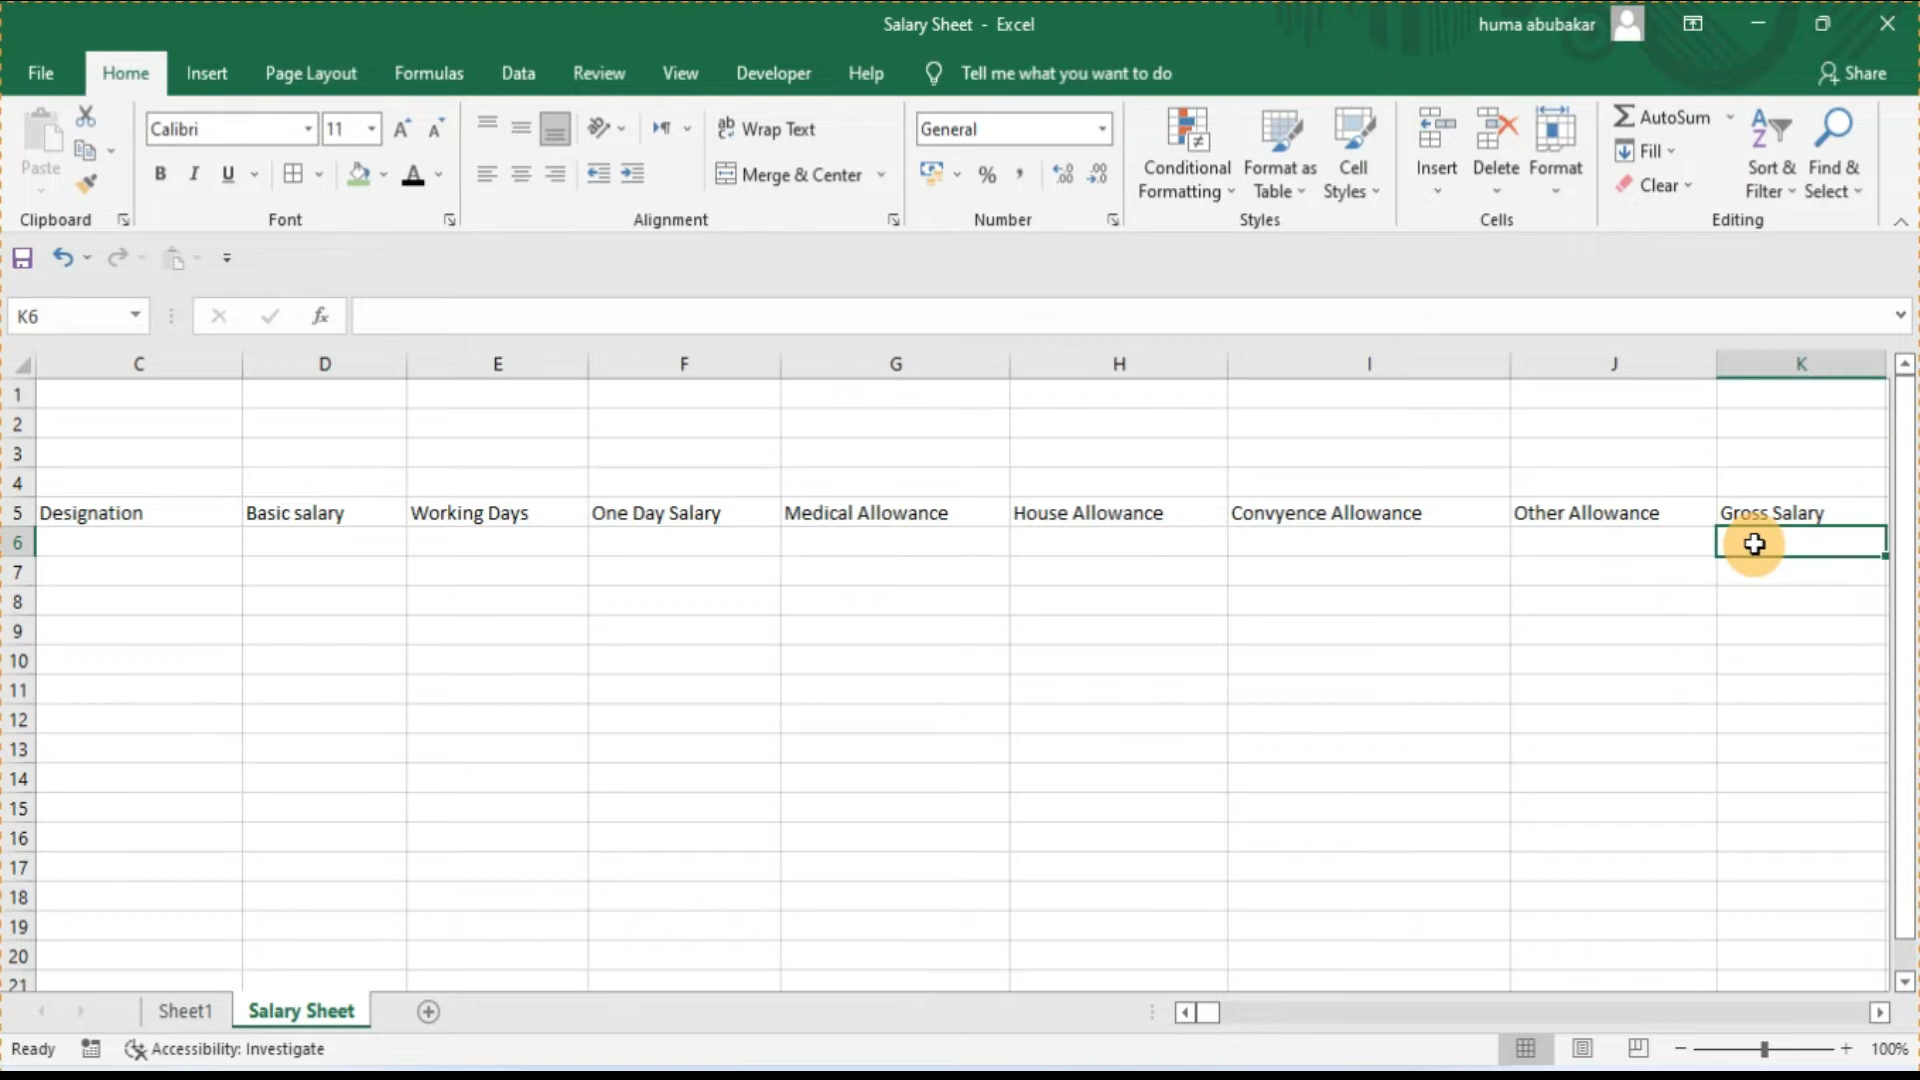 Salary Sheet - Excel
huma abubakar
File Home Insert Page Layout Formulas Data Review View Developer Help Tell me what you want to do Share
Calibri 11 ab Wrap Text General AutoSum
Paste Conditional Format as Cell Insert Delete Format Fill Sort & Find &
B I U Merge & Center % Formatting Table Styles Clear Filter Select
Clipboard Font Alignment Number Styles Cells Editing
K6 fx
C D E F G H I J K
1
2
3
4
5 Designation Basic salary Working Days One Day Salary Medical Allowance House Allowance Convyence Allowance Other Allowance Gross Salary
6
7
8
9
10
11
12
13
14
15
16
17
18
19
20
21
Sheet1 Salary Sheet
Ready Accessibility: Investigate 100%